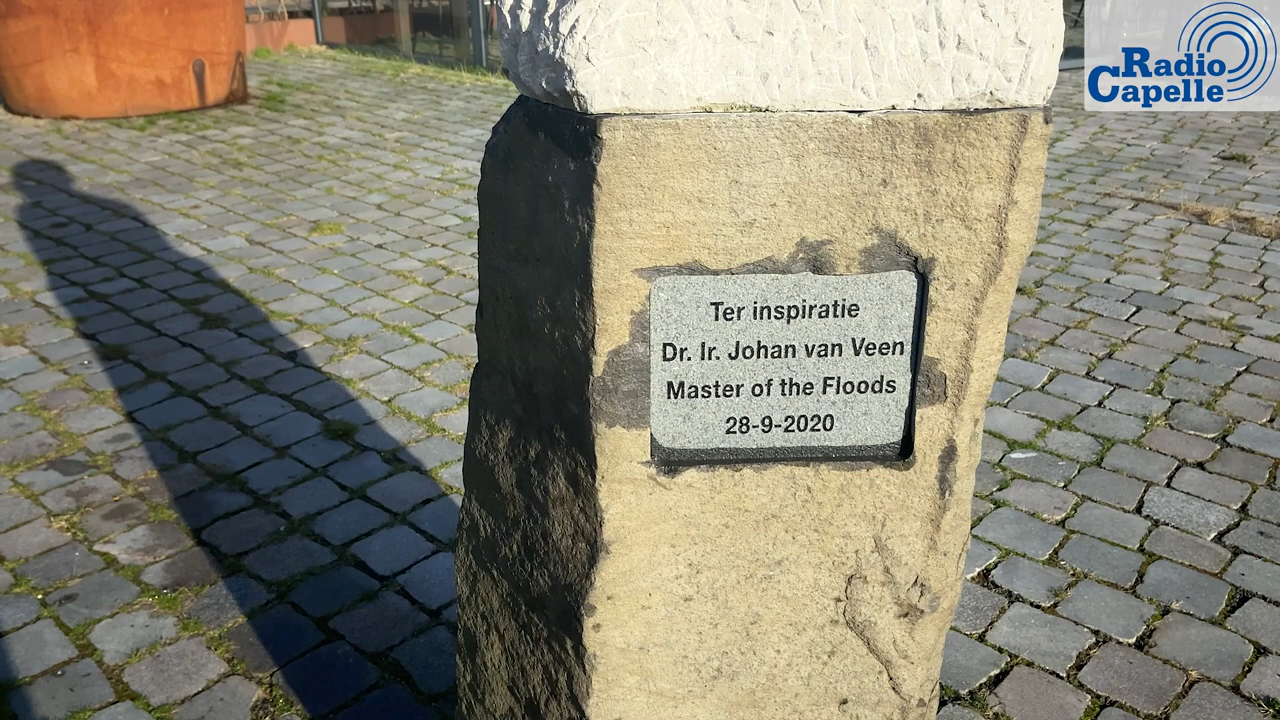 Radio
Capelle
Ter inspiratie
Dr. Ir. Johan van Veen
Master of the Floods
28-9-2020